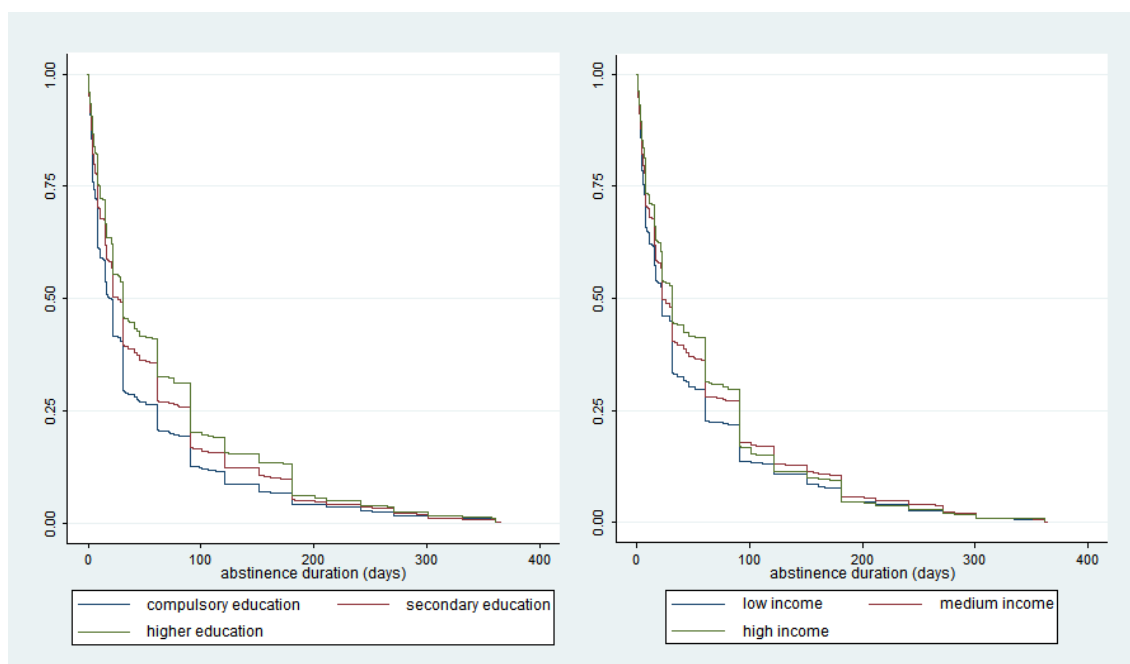 1.00
0.75
0.50
0.25
0.00
0 100 200 300 400
abstinence duration (days)
compulsory education secondary education
higher education
1.00
0.75
0.50
0.25
0.00
0 100 200 300 400
abstinence duration (days)
low income medium income
high income